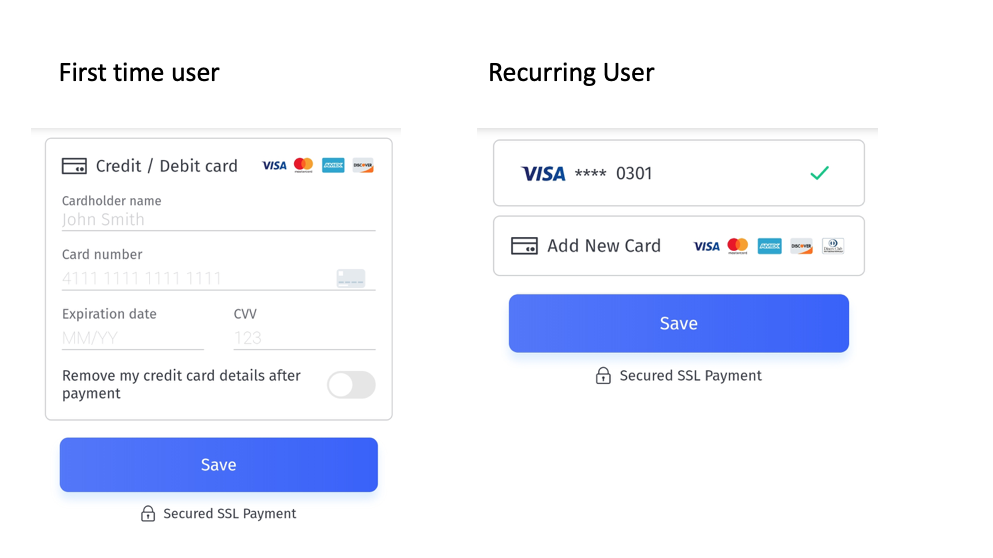 First time user
Credit / Debit card VISA DISCOVER
Cardholder name
John Smith
Card number
4111 1111 1111 1111
Expiration date CVV
MM/YY 123
Remove my credit card details after
payment
Save
Secured SSL Payment
Recurring User
VISA **** 0301
Add New Card VISA DISCOVER
Save
Secured SSL Payment